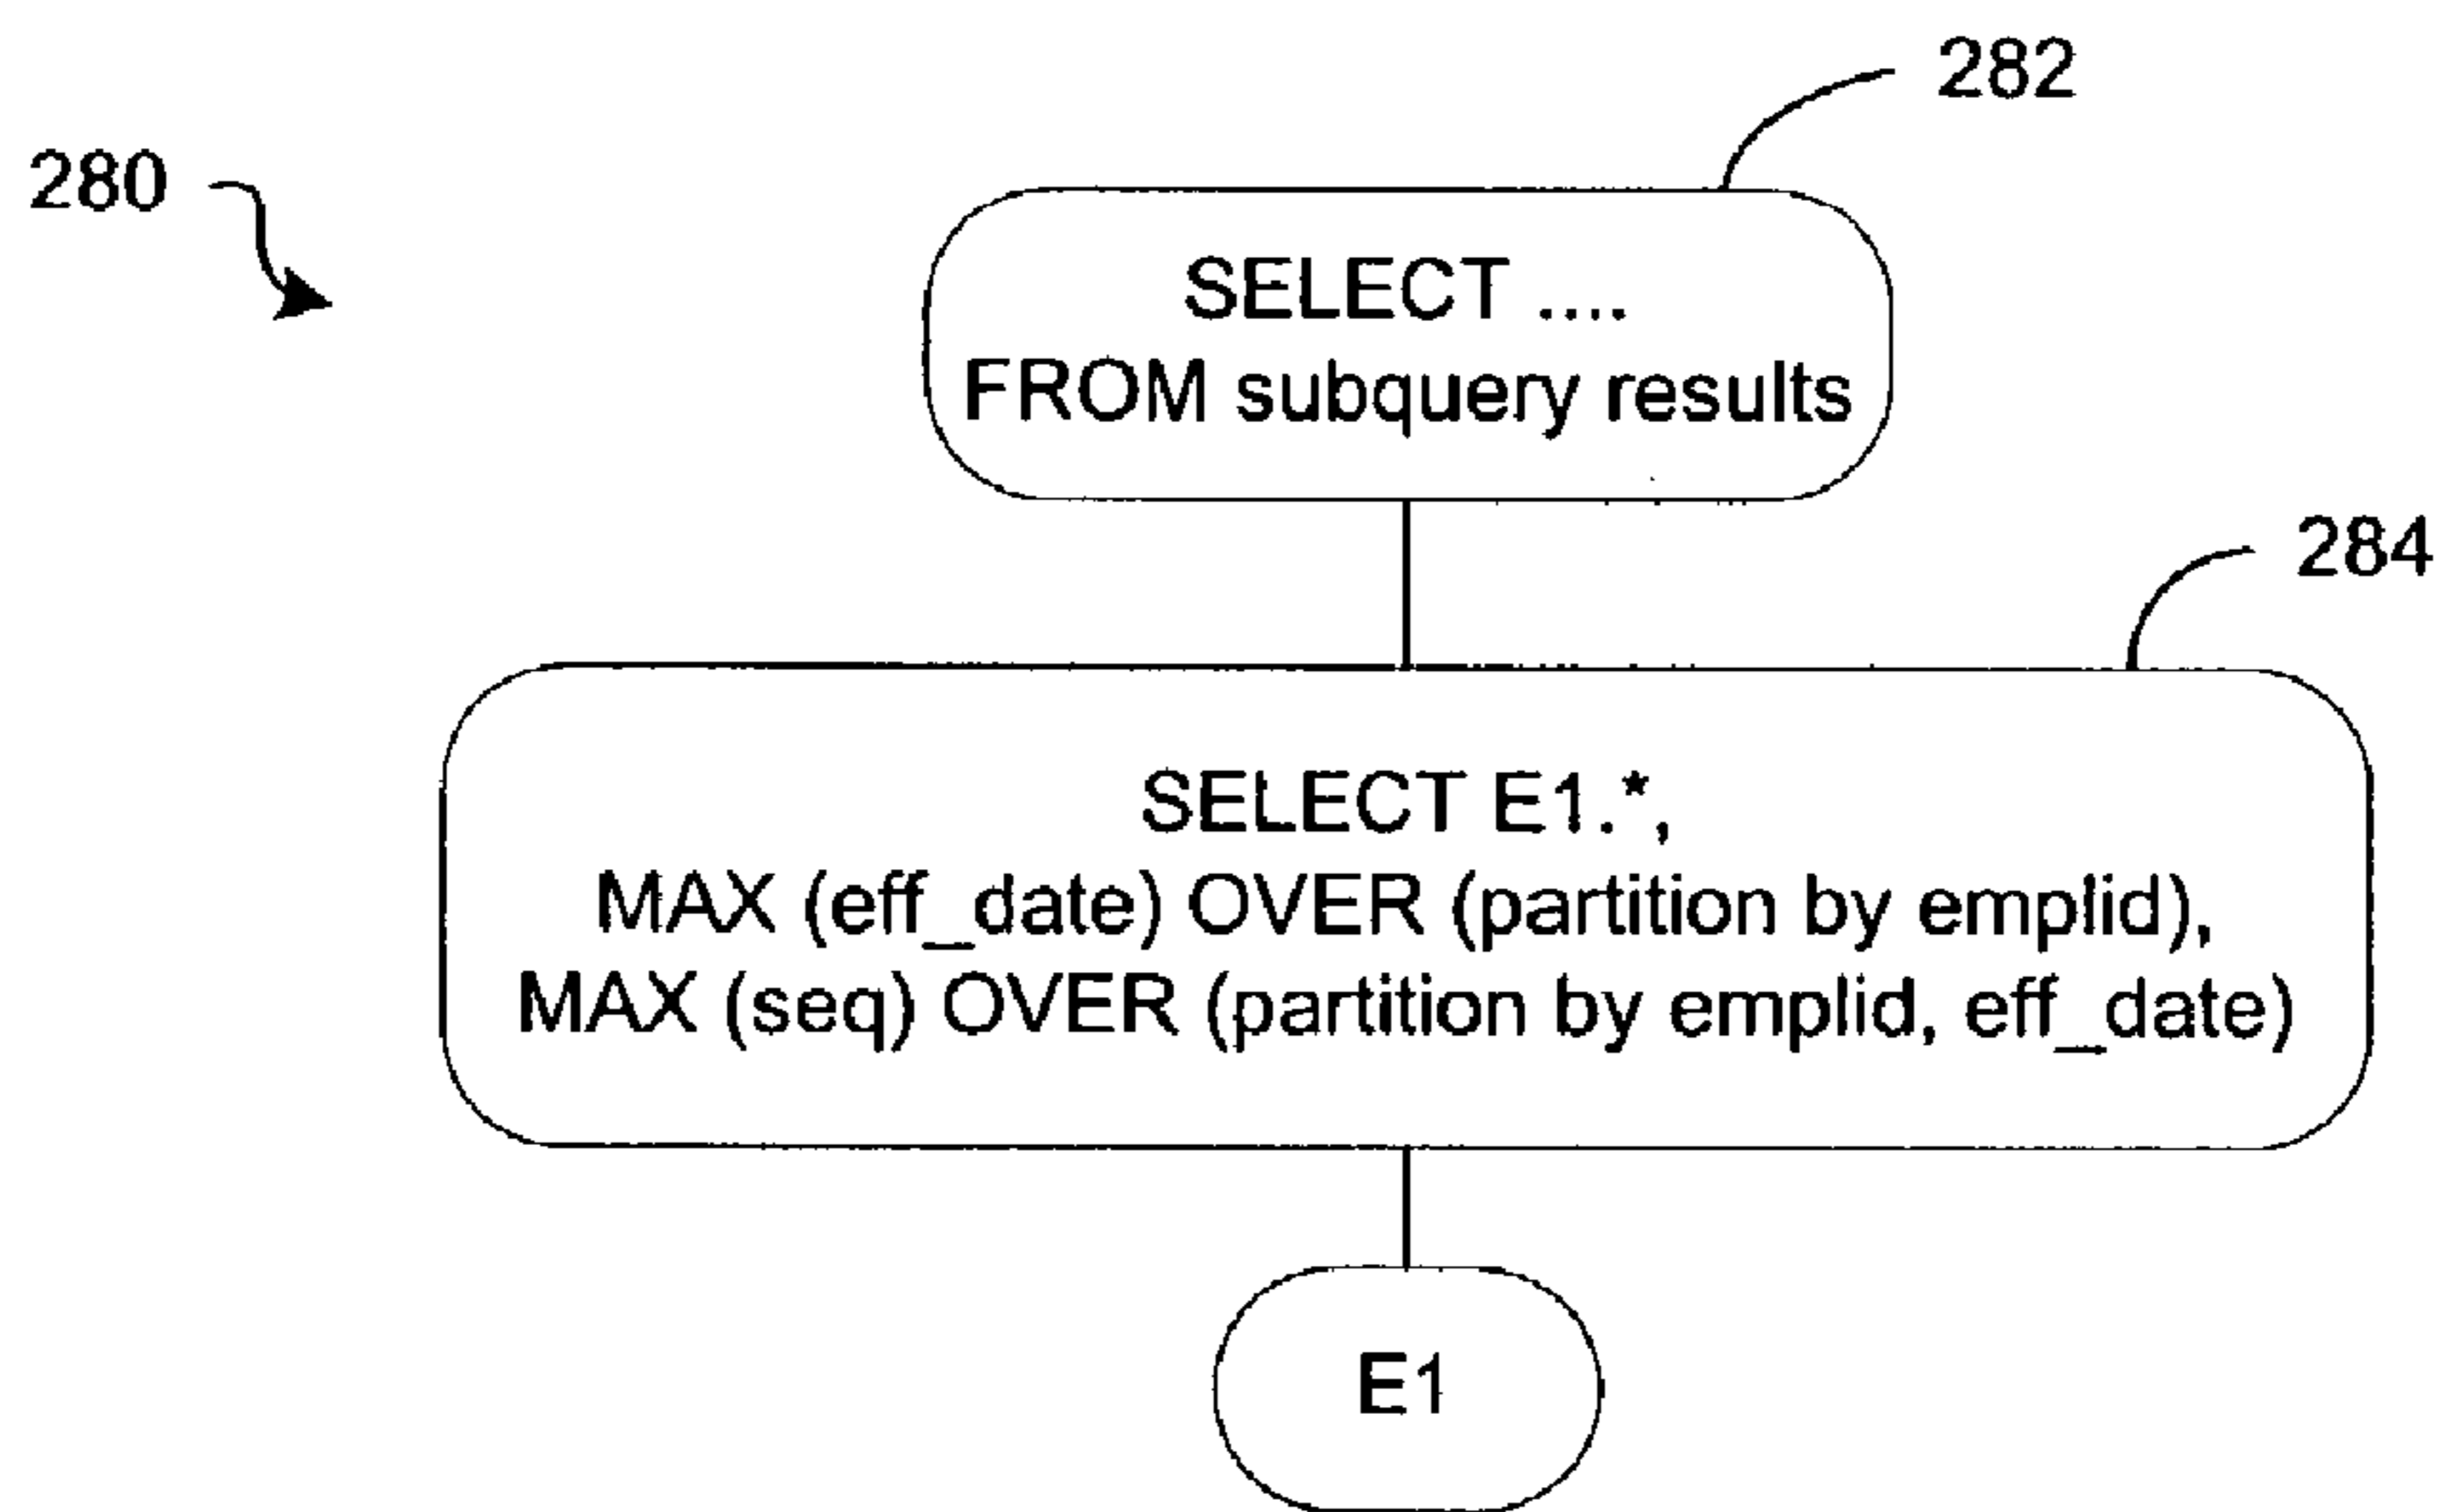 282
280
SELECT ....
FROM subquery results
284
SELECT E1.*,
MAX (eff_date) OVER (partition by emplid),
MAX (seq) OVER (partition by emplid, eff_date)
E1